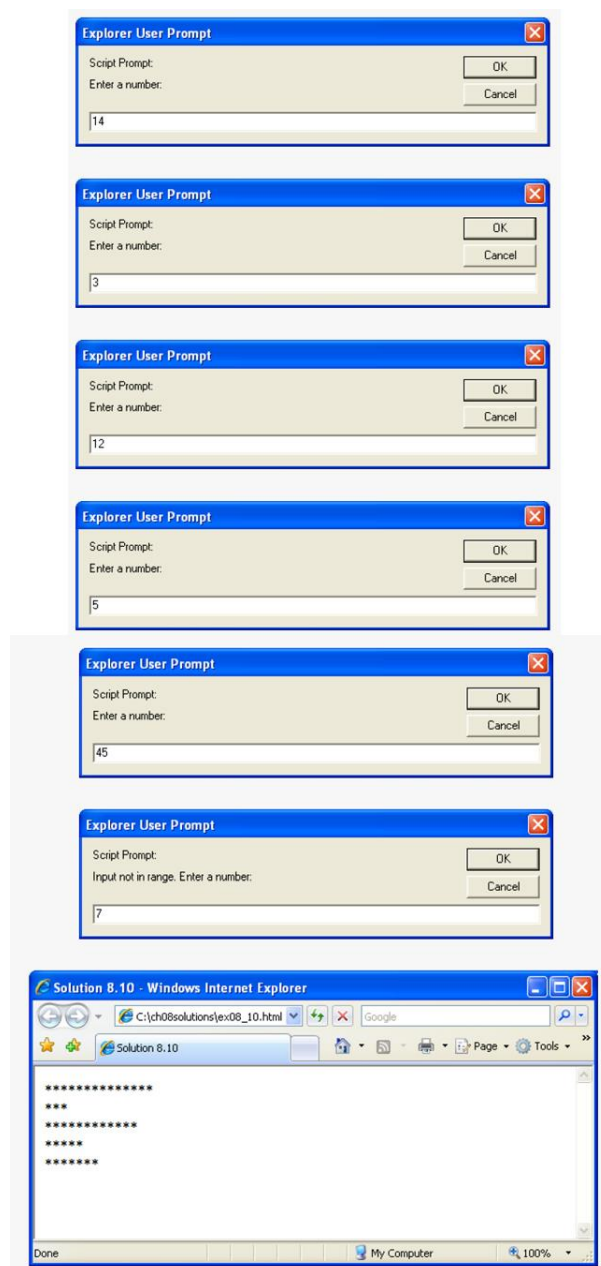 Explorer User Prompt
Script Prompt:
OK
Enter a number:
Cancel
14
Explorer User Prompt
Script Prompt:
OK
Enter a number:
Cancel
3
Explorer User Prompt
Script Prompt:
OK
Enter a number:
Cancel
12
Explorer User Prompt
Script Prompt:
OK
Enter a number:
Cancel
5
Explorer User Prompt
Script Prompt:
OK
Enter a number:
Cancel
45
Explorer User Prompt
Script Prompt:
OK
Input not in range. Enter a number:
Cancel
7
Solution 8.10 - Windows Internet Explorer
C:\ch08solutions\ex08_10.html
Google
Solution 8.10
Page
Tools
»
**************
***
************
*****
*******
Done
My Computer
100%